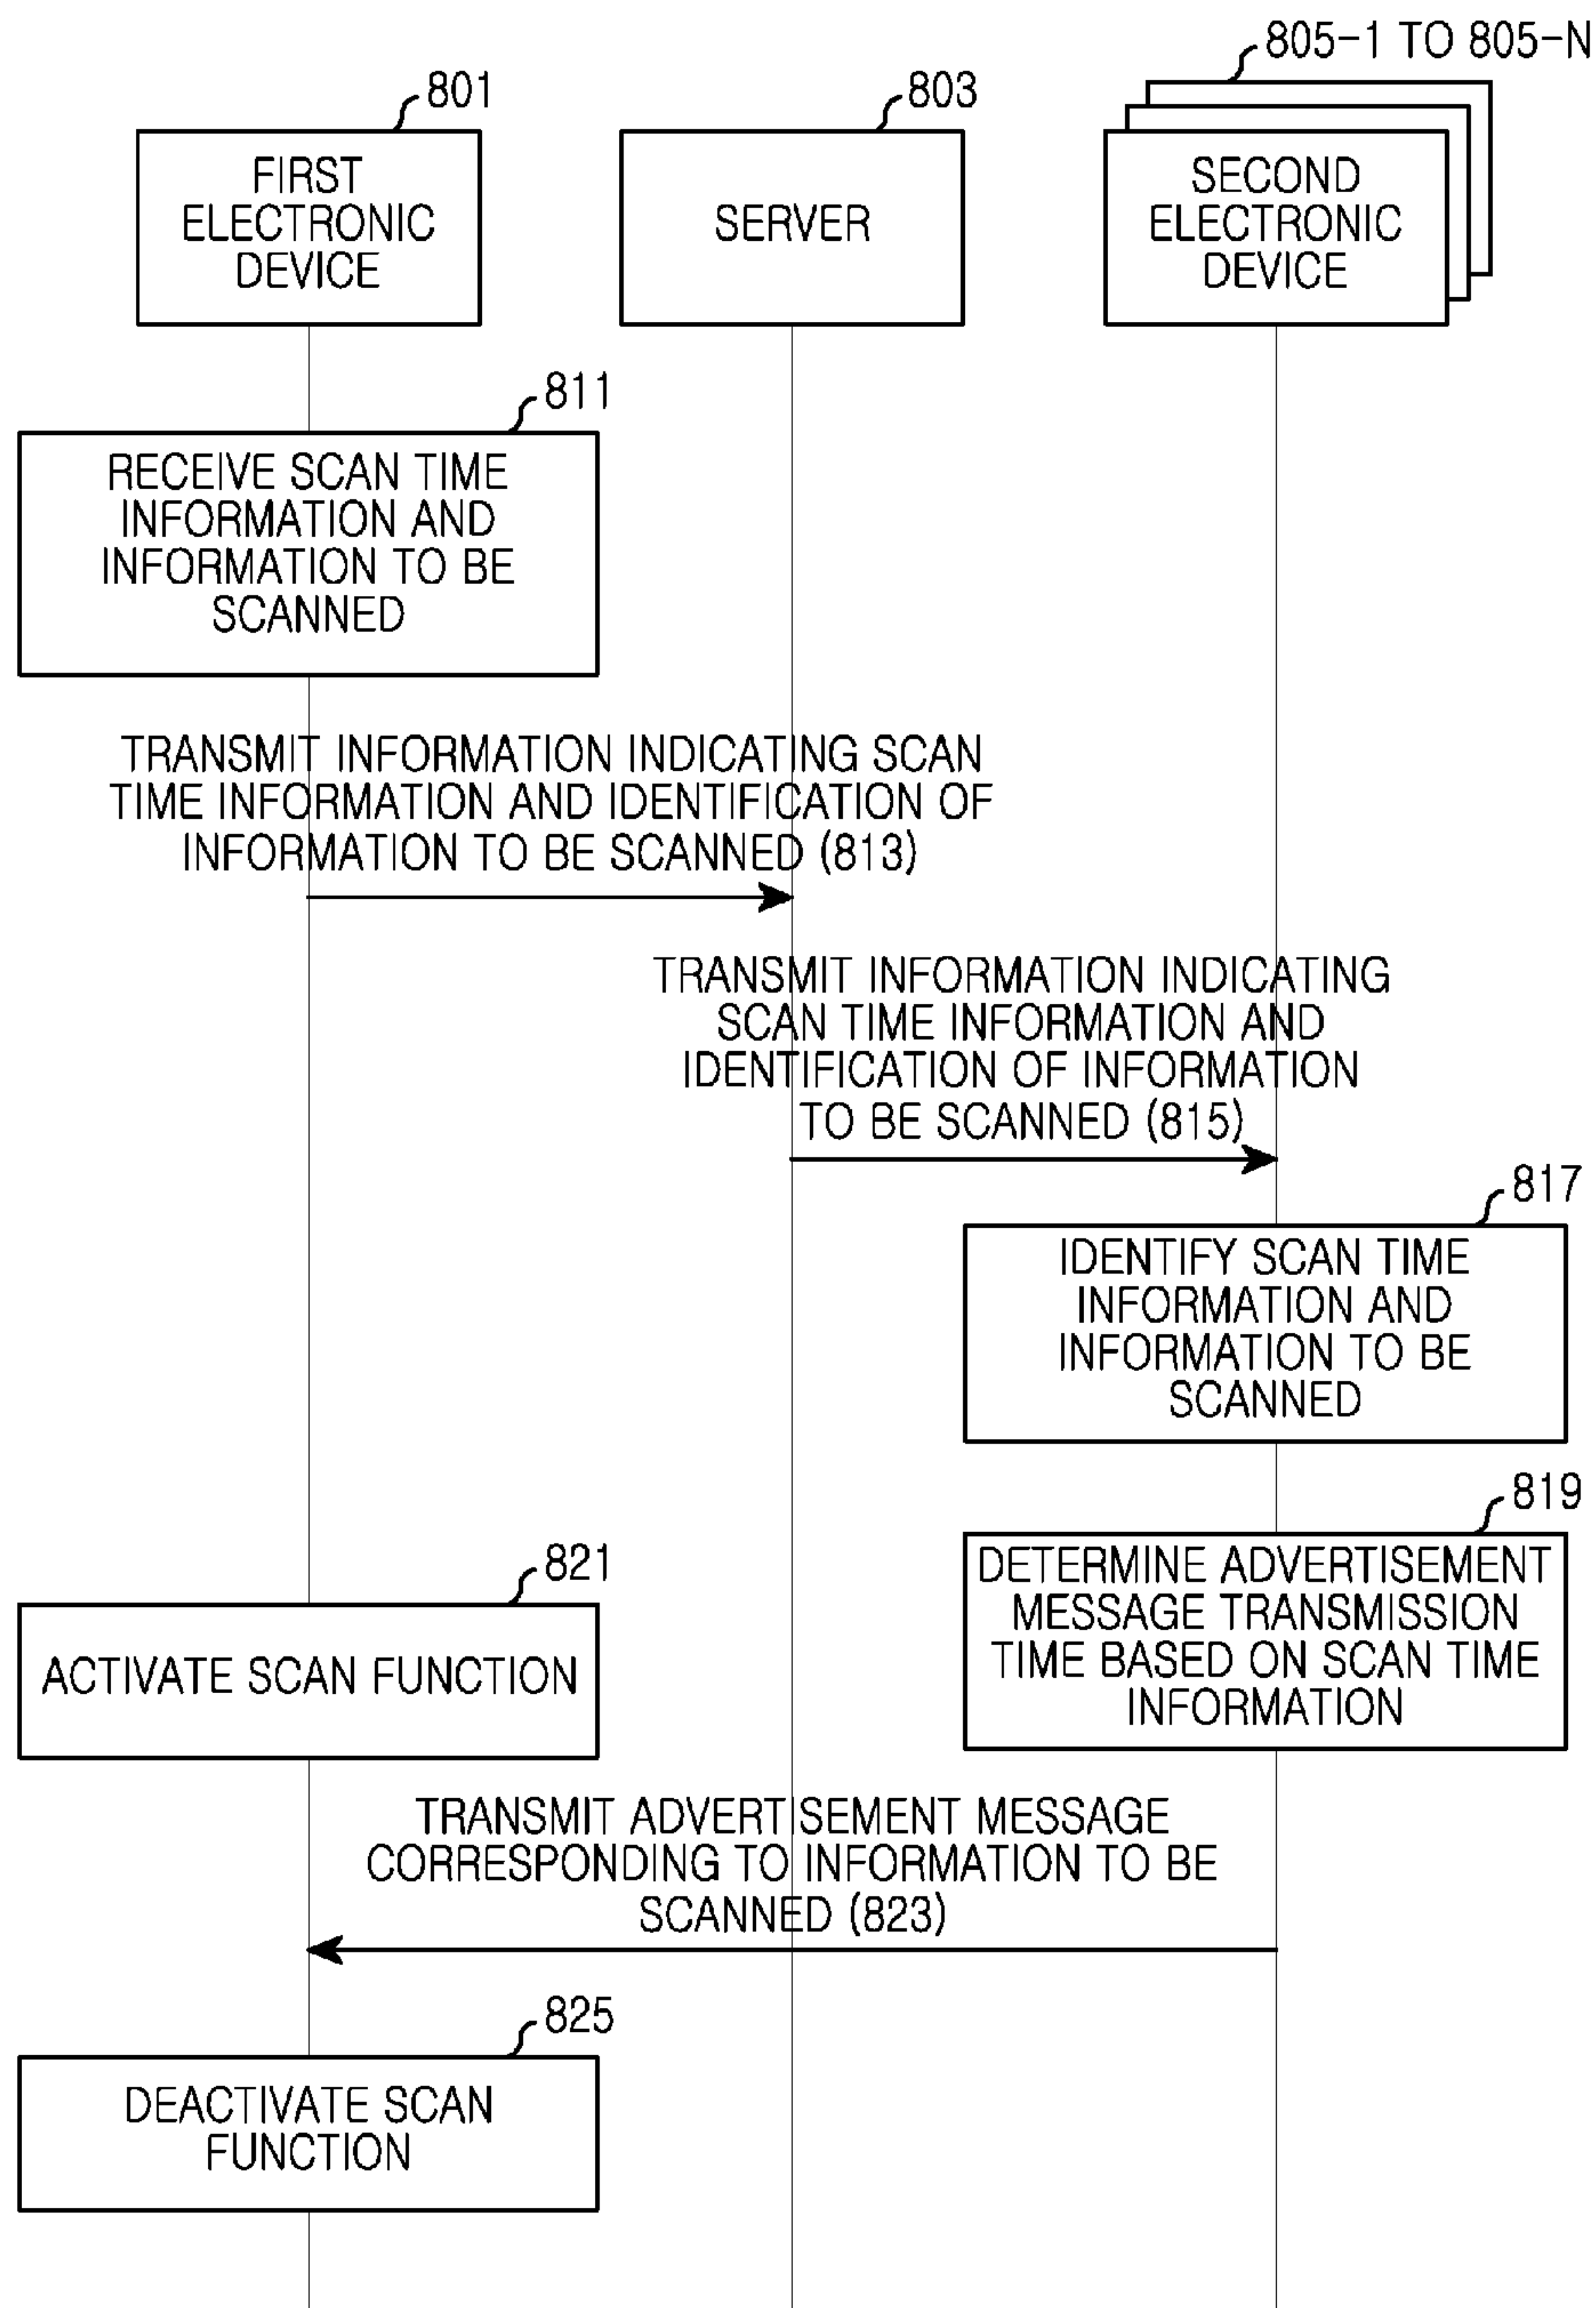 805-1 TO 805-N
801
803
FIRST
ELECTRONIC
DEVICE
SERVER
SECOND
ELECTRONIC
DEVICE
811
RECEIVE SCAN TIME
INFORMATION AND
INFORMATION TO BE
SCANNED
TRANSMIT INFORMATION INDICATING SCAN
TIME INFORMATION AND IDENTIFICATION OF
INFORMATION TO BE SCANNED (813)
TRANSMIT INFORMATION INDICATING
SCAN TIME INFORMATION AND
IDENTIFICATION OF INFORMATION
TO BE SCANNED (815)
817
IDENTIFY SCAN TIME
INFORMATION AND
INFORMATION TO BE
SCANNED
819
DETERMINE ADVERTISEMENT
MESSAGE TRANSMISSION
TIME BASED ON SCAN TIME
INFORMATION
821
ACTIVATE SCAN FUNCTION
TRANSMIT ADVERTISEMENT MESSAGE
CORRESPONDING TO INFORMATION TO BE
SCANNED (823)
825
DEACTIVATE SCAN
FUNCTION